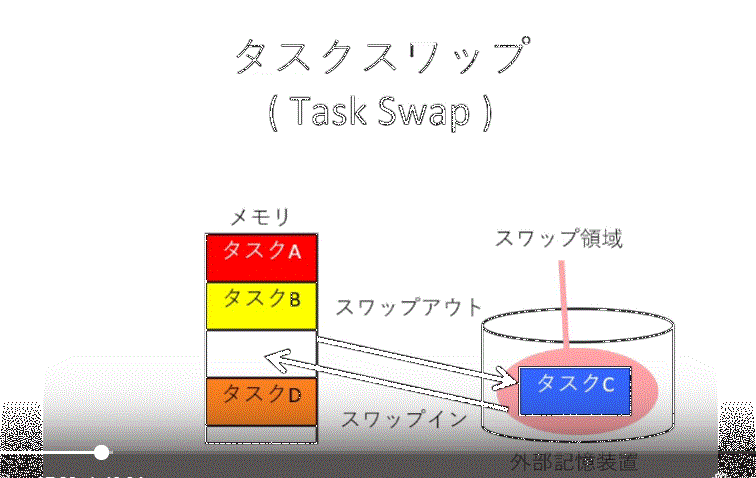 タスクスワップ
( Task Swap )
メモリ
スワップ領域
タスクA
タスクB
スワップアウト
タスクC
タスクD
スワップイン
外部記憶装置